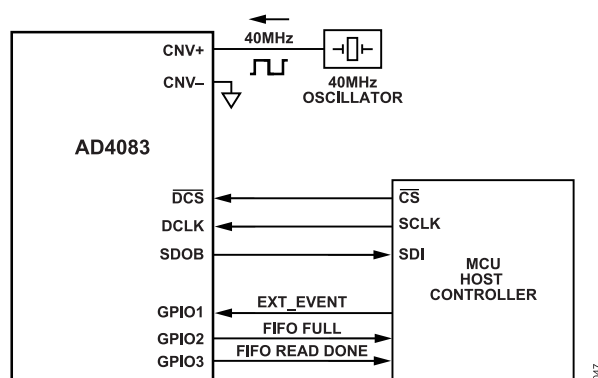 CNV+
40MHz
CNV–
40MHz
OSCILLATOR
AD4083
DCS
CS
DCLK
SCLK
SDOB
SDI
MCU
HOST
CONTROLLER
GPIO1
EXT_EVENT
GPIO2
FIFO FULL
GPIO3
FIFO READ DONE